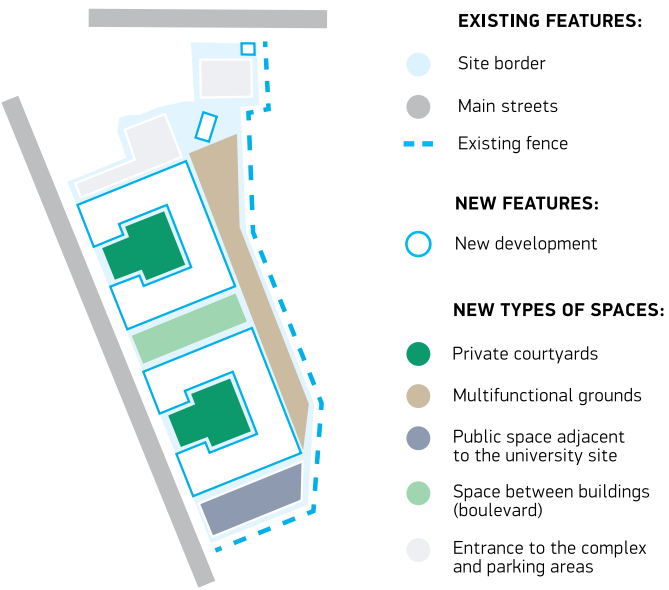 EXISTING FEATURES:
Site border
Main streets
Existing fence
NEW FEATURES:
New development
NEW TYPES OF SPACES:
Private courtyards
Multifunctional grounds
Public space adjacent
to the university site
Space between buildings
(boulevard)
Entrance to the complex
and parking areas